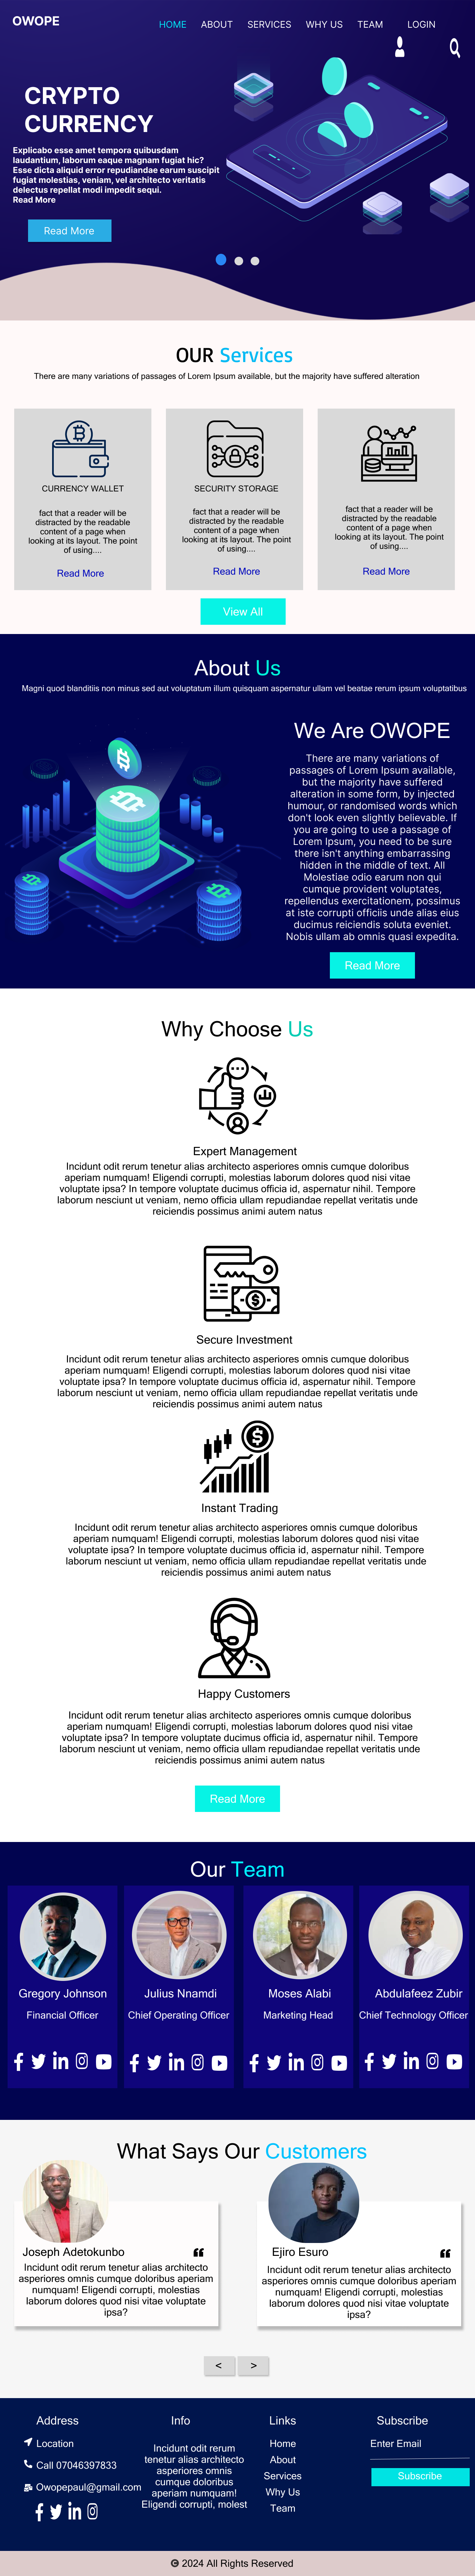 OWOPE
HOME ABOUT SERVICES WHY US TEAM LOGIN
CRYPTO
CURRENCY
Explicabo esse amet tempora quibusdam
laudantium, laborum eaque magnam fugiat hic?
Esse dicta aliquid error repudiandae earum suscipit
fugiat molestias, veniam, vel architecto veritatis
delectus repellat modi impedit sequi.
Read More
Read More
OUR Services
There are many variations of passages of Lorem Ipsum available, but the majority have suffered alteration
CURRENCY WALLET
fact that a reader will be
distracted by the readable
content of a page when
looking at its layout. The point
of using....
Read More
SECURITY STORAGE
fact that a reader will be
distracted by the readable
content of a page when
looking at its layout. The point
of using....
Read More
fact that a reader will be
distracted by the readable
content of a page when
looking at its layout. The point
of using....
Read More
View All
About Us
Magni quod blanditiis non minus sed aut voluptatum illum quisquam aspernatur ullam vel beatae rerum ipsum voluptatibus
We Are OWOPE
There are many variations of
passages of Lorem Ipsum available,
but the majority have suffred
alteration in some form, by injected
humour, or randomised words which
don't look even slightly believable. If
you are going to use a passage of
Lorem Ipsum, you need to be sure
there isn't anything embarrassing
hidden in the middle of text. All
Molestiae odio earum non qui
cumque provident voluptates,
repellendus exercitationem, possimus
at iste corrupti officiis unde alias eius
ducimus reiciendis soluta eveniet.
Nobis ullam ab omnis quasi expedita.
Read More
Why Choose Us
Expert Management
Incidunt odit rerum tenetur alias architecto asperiores omnis cumque doloribus
aperiam numquam! Eligendi corrupti, molestias laborum dolores quod nisi vitae
voluptate ipsa? In tempore voluptate ducimus officia id, aspernatur nihil. Tempore
laborum nesciunt ut veniam, nemo officia ullam repudiandae repellat veritatis unde
reiciendis possimus animi autem natus
Secure Investment
Incidunt odit rerum tenetur alias architecto asperiores omnis cumque doloribus
aperiam numquam! Eligendi corrupti, molestias laborum dolores quod nisi vitae
voluptate ipsa? In tempore voluptate ducimus officia id, aspernatur nihil. Tempore
laborum nesciunt ut veniam, nemo officia ullam repudiandae repellat veritatis unde
reiciendis possimus animi autem natus
Instant Trading
Incidunt odit rerum tenetur alias architecto asperiores omnis cumque doloribus
aperiam numquam! Eligendi corrupti, molestias laborum dolores quod nisi vitae
voluptate ipsa? In tempore voluptate ducimus officia id, aspernatur nihil. Tempore
laborum nesciunt ut veniam, nemo officia ullam repudiandae repellat veritatis unde
reiciendis possimus animi autem natus
Happy Customers
Incidunt odit rerum tenetur alias architecto asperiores omnis cumque doloribus
aperiam numquam! Eligendi corrupti, molestias laborum dolores quod nisi vitae
voluptate ipsa? In tempore voluptate ducimus officia id, aspernatur nihil. Tempore
laborum nesciunt ut veniam, nemo officia ullam repudiandae repellat veritatis unde
reiciendis possimus animi autem natus
Read More
Our Team
Gregory Johnson
Financial Officer
Julius Nnamdi
Chief Operating Officer
Moses Alabi
Marketing Head
Abdulafeez Zubir
Chief Technology Officer
What Says Our Customers
Joseph Adetokunbo
Incidunt odit rerum tenetur alias architecto
asperiores omnis cumque doloribus aperiam
numquam! Eligendi corrupti, molestias
laborum dolores quod nisi vitae voluptate
ipsa?
Ejiro Esuro
Incidunt odit rerum tenetur alias architecto
asperiores omnis cumque doloribus aperiam
numquam! Eligendi corrupti, molestias
laborum dolores quod nisi vitae voluptate
ipsa?
< >
Address
Location
Call 07046397833
Owopepaul@gmail.com
Info
Incidunt odit rerum
tenetur alias architecto
asperiores omnis
cumque doloribus
aperiam numquam!
Eligendi corrupti, molest
Links
Home
About
Services
Why Us
Team
Subscribe
Enter Email
Subscribe
© 2024 All Rights Reserved